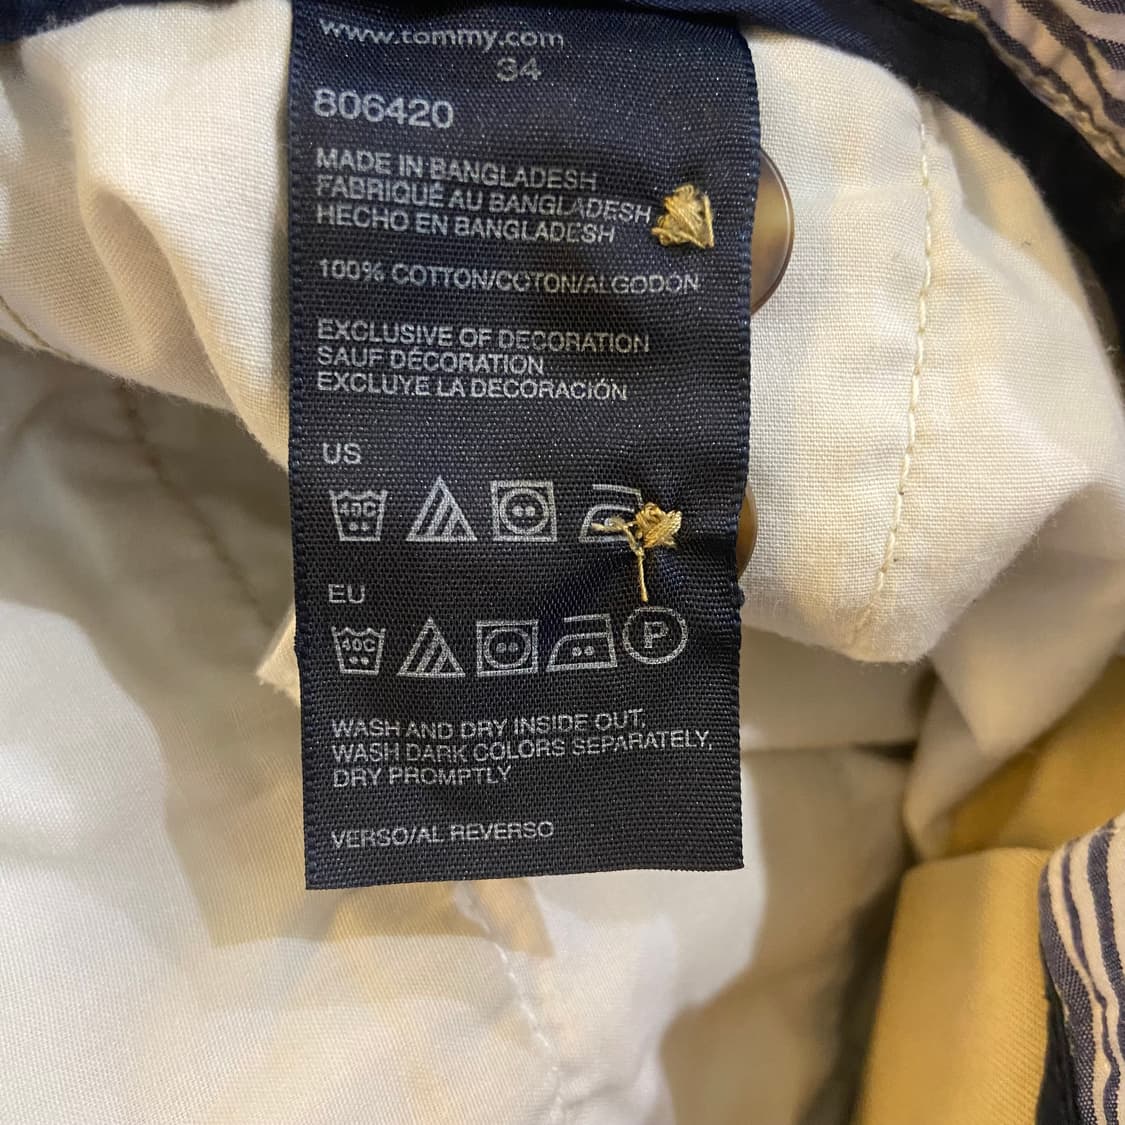 www.tommy.com
34
806420
MADE IN BANGLADESH
FABRIQUÉ AU BANGLADESH
HECHO EN BANGLADESH
100% COTTON/COTON/ALGODÓN
EXCLUSIVE OF DECORATION
SAUF DÉCORATION
EXCLUYE LA DECORACIÓN
US
40C
EU
40C P
WASH AND DRY INSIDE OUT,
WASH DARK COLORS SEPARATELY,
DRY PROMPTLY
VERSO/AL REVERSO